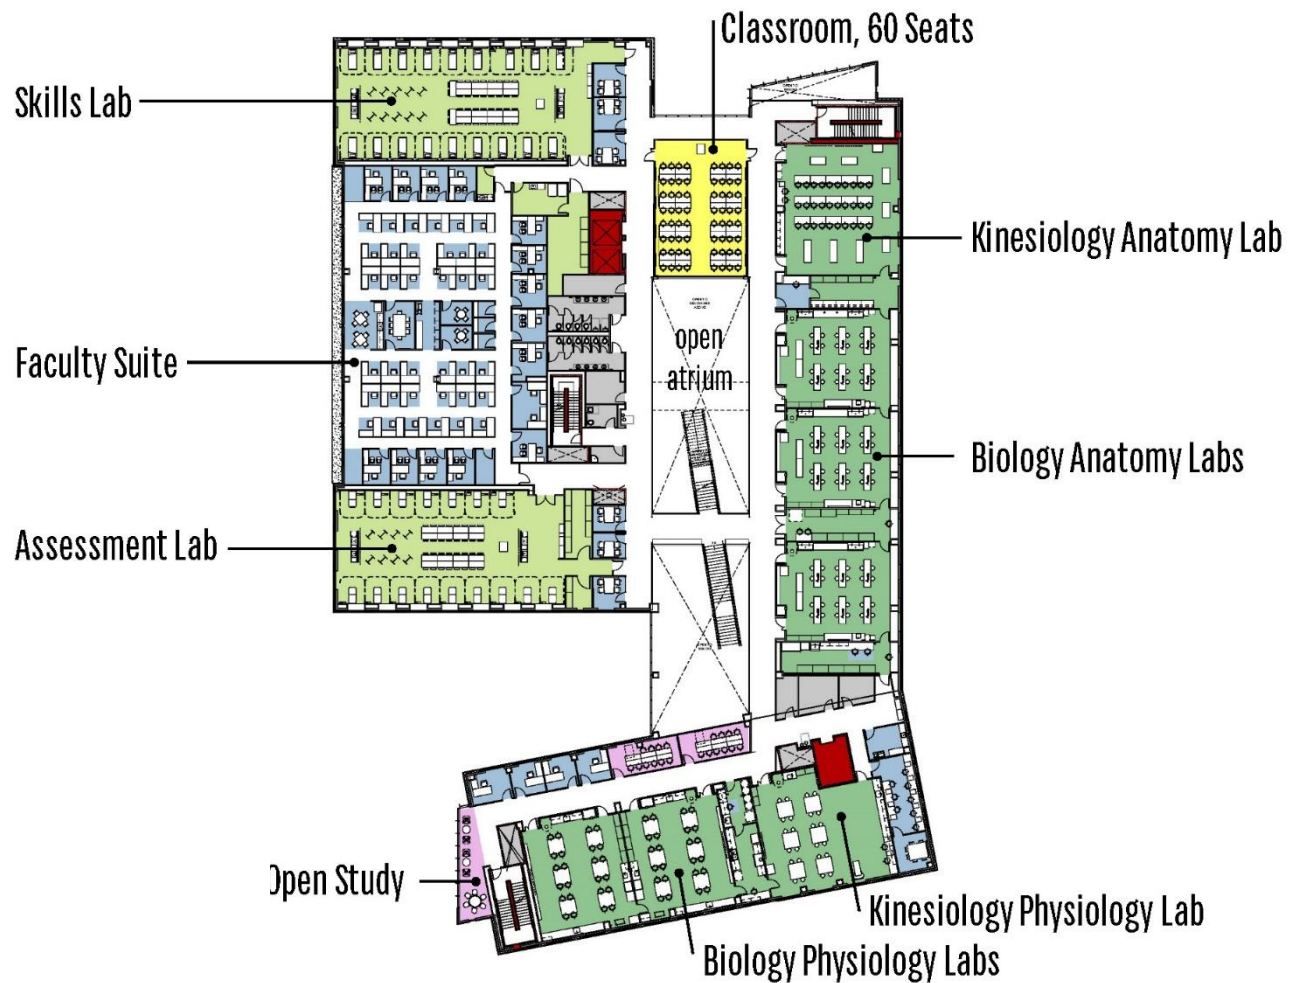 Classroom, 60 Seats
Skills Lab
Kinesiology Anatomy Lab
open
atrium
Faculty Suite
Biology Anatomy Labs
Assessment Lab
Open Study
Kinesiology Physiology Lab
Biology Physiology Labs